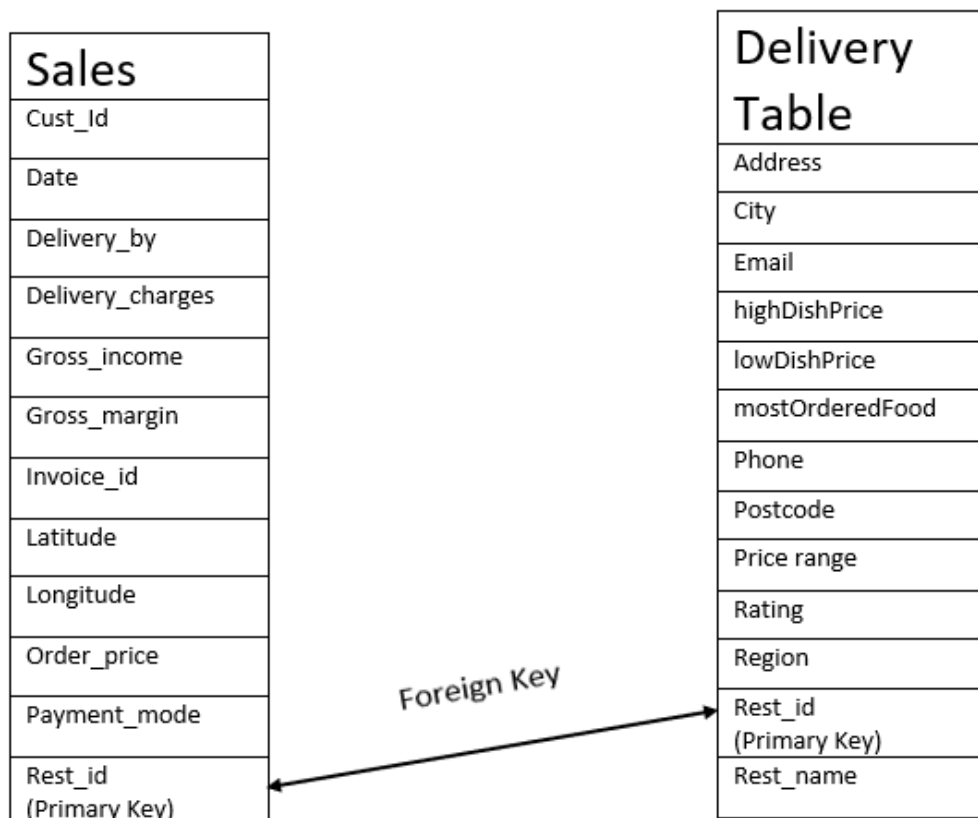 Sales
Cust_Id
Date
Delivery_by
Delivery_charges
Gross_income
Gross_margin
Invoice_id
Latitude
Longitude
Order_price
Payment_mode
Rest_id
(Primary Key)
Foreign Key
Delivery
Table
Address
City
Email
highDishPrice
lowDishPrice
mostOrderedFood
Phone
Postcode
Price range
Rating
Region
Rest_id
(Primary Key)
Rest_name